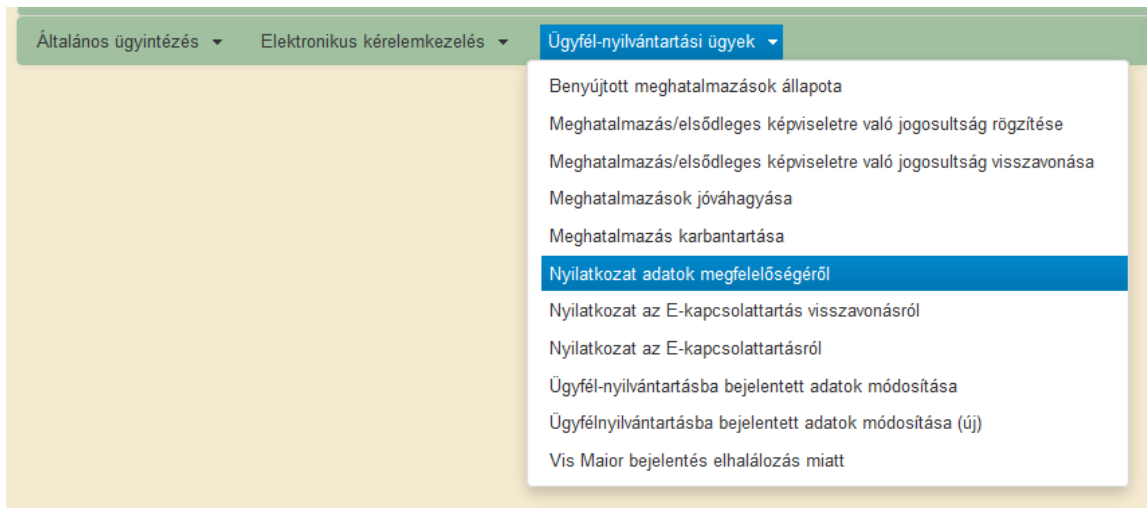 Általános ügyintézés Elektronikus kérelemkezelés Ügyfél-nyilvántartási ügyek
Benyújtott meghatalmazások állapota
Meghatalmazás/elsődleges képviseletre való jogosultság rögzítése
Meghatalmazás/elsődleges képviseletre való jogosultság visszavonása
Meghatalmazások jóváhagyása
Meghatalmazás karbantartása
Nyilatkozat adatok megfelelőségéről
Nyilatkozat az E-kapcsolattartás visszavonásról
Nyilatkozat az E-kapcsolattartásról
Ügyfél-nyilvántartásba bejelentett adatok módosítása
Ügyfélnyilvántartásba bejelentett adatok módosítása (új)
Vis Maior bejelentés elhalálozás miatt